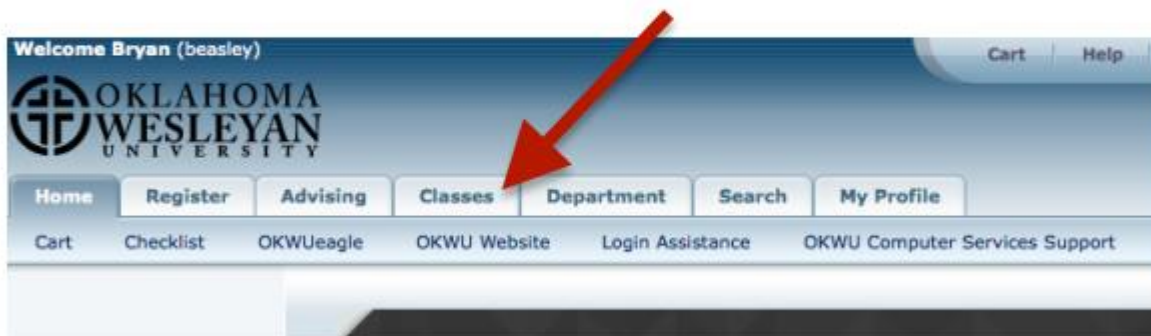 Welcome Bryan (beasley)
Cart Help
OKLAHOMA
WESLEYAN
UNIVERSITY
Home Register Advising Classes Department Search My Profile
Cart Checklist OKWUeagle OKWU Website Login Assistance OKWU Computer Services Support